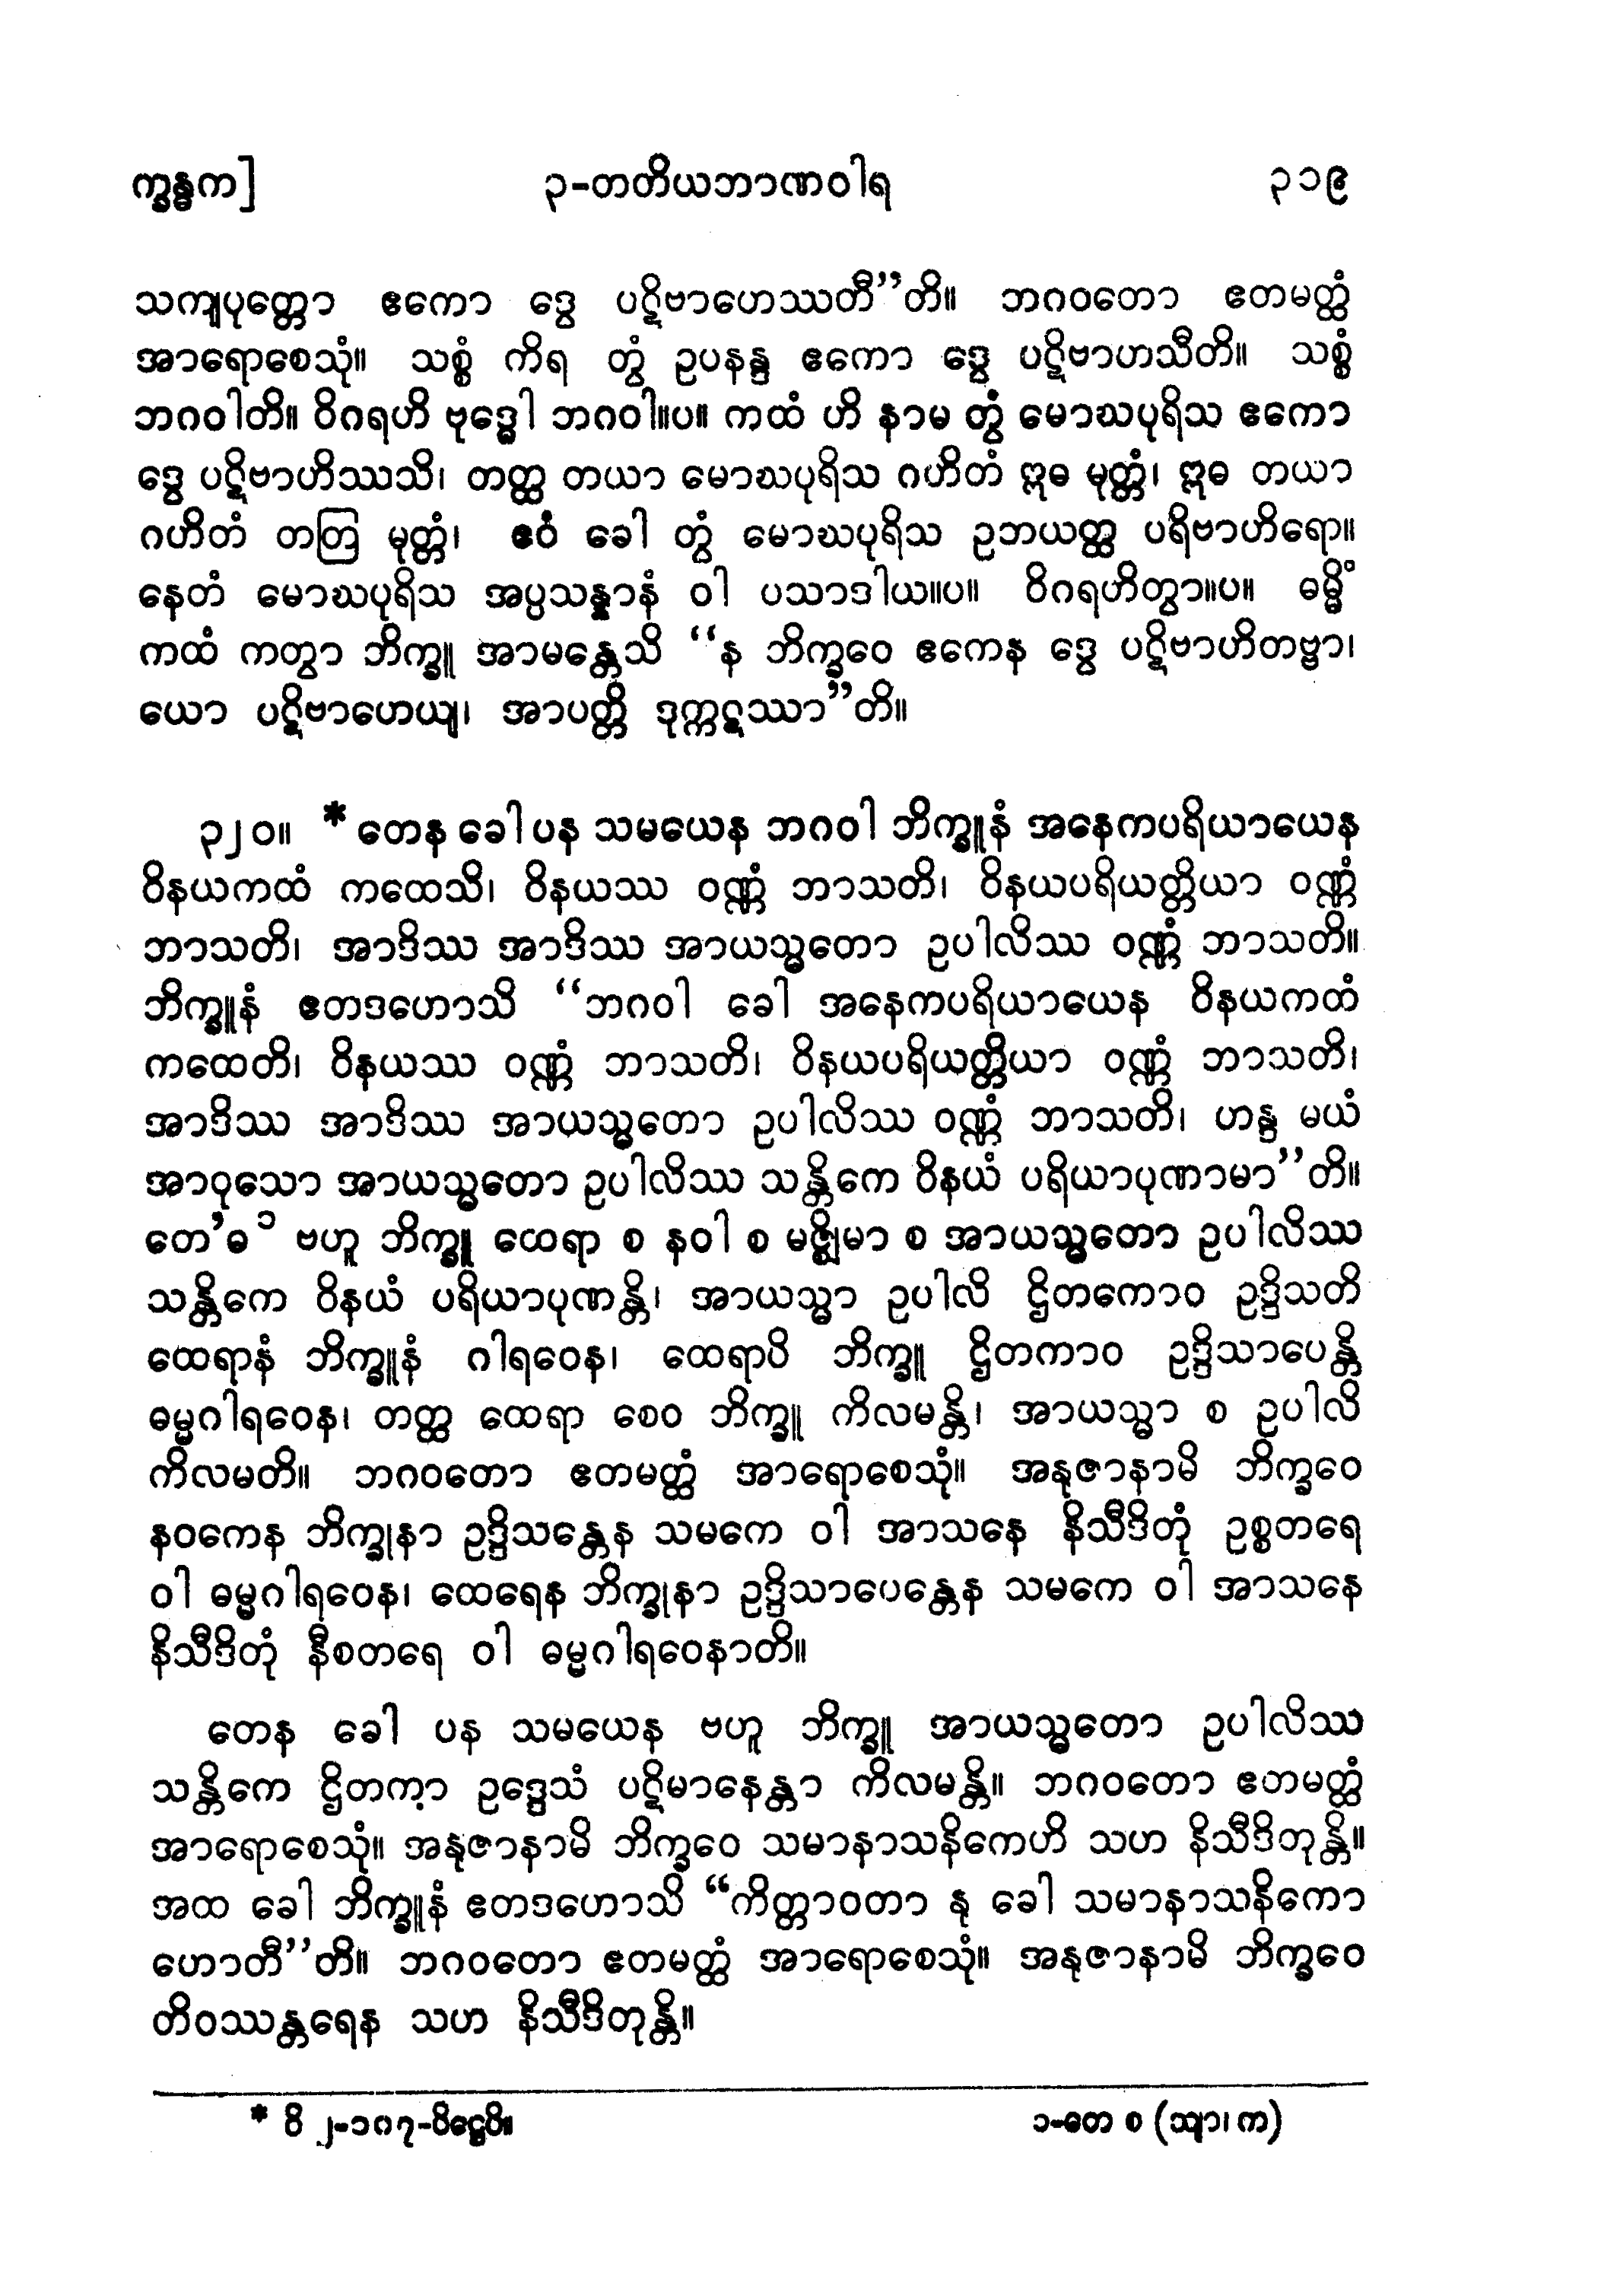 က္ခန္ဓက] ၃-တတိယဘာဏဝါရ ၃၁၉
သကျပုတ္တော ဧကော ဒွေ ပဋိဗာဟေဿတီ”တိ။ ဘဂဝတော ဧတမတ္ထံ
အာရောစေသုံ။ သစ္စံ ကိရ တွံ ဥပနန္ဒ ဧကော ဒွေ ပဋိဗာဟသီတိ။ သစ္စံ
ဘဂဝါတိ။ ဝိဂရဟိ ဗုဒ္ဓေါ ဘဂဝါ။ပ။ ကထံ ဟိ နာမ တွံ မောဃပုရိသ ဧကော
ဒွေ ပဋိဗာဟိဿသိ၊ တတ္ထ တယာ မောဃပုရိသ ဂဟိတံ ဣဓ မုတ္တံ၊ ဣဓ တယာ
ဂဟိတံ တတြ မုတ္တံ၊ ဧဝံ ခေါ တွံ မောဃပုရိသ ဥဘယတ္ထ ပရိဗာဟိရော။
နေတံ မောဃပုရိသ အပ္ပသန္နာနံ ဝါ ပသာဒါယ။ပ။ ဝိဂရဟိတွာ။ပ။ ဓမ္မိံ
ကထံ ကတွာ ဘိက္ခူ အာမန္တေသိ “န ဘိက္ခဝေ ဧကေန ဒွေ ပဋိဗာဟိတဗ္ဗာ၊
ယော ပဋိဗာဟေယျ၊ အာပတ္တိ ဒုက္ကဋဿာ”တိ။
၃၂၀။ * တေန ခေါ ပန သမယေန ဘဂဝါ ဘိက္ခူနံ အနေကပရိယာယေန
ဝိနယကထံ ကထေသိ၊ ဝိနယဿ ဝဏ္ဏံ ဘာသတိ၊ ဝိနယပရိယတ္တိယာ ဝဏ္ဏံ
ဘာသတိ၊ အာဒိဿ အာဒိဿ အာယသ္မတော ဥပါလိဿ ဝဏ္ဏံ ဘာသတိ။
ဘိက္ခူနံ ဧတဒဟောသိ “ဘဂဝါ ခေါ အနေကပရိယာယေန ဝိနယကထံ
ကထေတိ၊ ဝိနယဿ ဝဏ္ဏံ ဘာသတိ၊ ဝိနယပရိယတ္တိယာ ဝဏ္ဏံ ဘာသတိ၊
အာဒိဿ အာဒိဿ အာယသ္မတော ဥပါလိဿ ဝဏ္ဏံ ဘာသတိ၊ ဟန္ဒ မယံ
အာဝုသော အာယသ္မတော ဥပါလိဿ သန္တိကေ ဝိနယံ ပရိယာပုဏာမာ”တိ။
တေ’ဓ ၁ ဗဟူ ဘိက္ခူ ထေရာ စ နဝါ စ မဇ္ဈိမာ စ အာယသ္မတော ဥပါလိဿ
သန္တိကေ ဝိနယံ ပရိယာပုဏန္တိ၊ အာယသ္မာ ဥပါလိ ဌိတကောဝ ဥဒ္ဒိသတိ
ထေရာနံ ဘိက္ခူနံ ဂါရဝေန၊ ထေရာပိ ဘိက္ခူ ဌိတကာဝ ဥဒ္ဒိသာပေန္တိ
ဓမ္မဂါရဝေန၊ တတ္ထ ထေရာ စေဝ ဘိက္ခူ ကိလမန္တိ၊ အာယသ္မာ စ ဥပါလိ
ကိလမတိ။ ဘဂဝတော ဧတမတ္ထံ အာရောစေသုံ။ အနုဇာနာမိ ဘိက္ခဝေ
နဝကေန ဘိက္ခုနာ ဥဒ္ဒိသန္တေန သမကေ ဝါ အာသနေ နိသီဒိတုံ ဥစ္စတရေ
ဝါ ဓမ္မဂါရဝေန၊ ထေရေန ဘိက္ခုနာ ဥဒ္ဒိသာပေန္တေန သမကေ ဝါ အာသနေ
နိသီဒိတုံ နီစတရေ ဝါ ဓမ္မဂါရဝေနာတိ။
တေန ခေါ ပန သမယေန ဗဟူ ဘိက္ခူ အာယသ္မတော ဥပါလိဿ
သန္တိကေ ဌိတကာ့ ဥဒ္ဒေသံ ပဋိမာနေန္တာ ကိလမန္တိ။ ဘဂဝတော ဧတမတ္ထံ
အာရောစေသုံ။ အနုဇာနာမိ ဘိက္ခဝေ သမာနာသနိကေဟိ သဟ နိသီဒိတုန္တိ။
အထ ခေါ ဘိက္ခူနံ ဧတဒဟောသိ “ကိတ္တာဝတာ နု ခေါ သမာနာသနိကော
ဟောတီ”တိ။ ဘဂဝတော ဧတမတ္ထံ အာရောစေသုံ။ အနုဇာနာမိ ဘိက္ခဝေ
တိဝဿန္တရေန သဟ နိသီဒိတုန္တိ။
* ဝိ ၂-၁၈၇-ပိဋ္ဌေပိ။ ၁-တေ စ (သျာ၊ က)